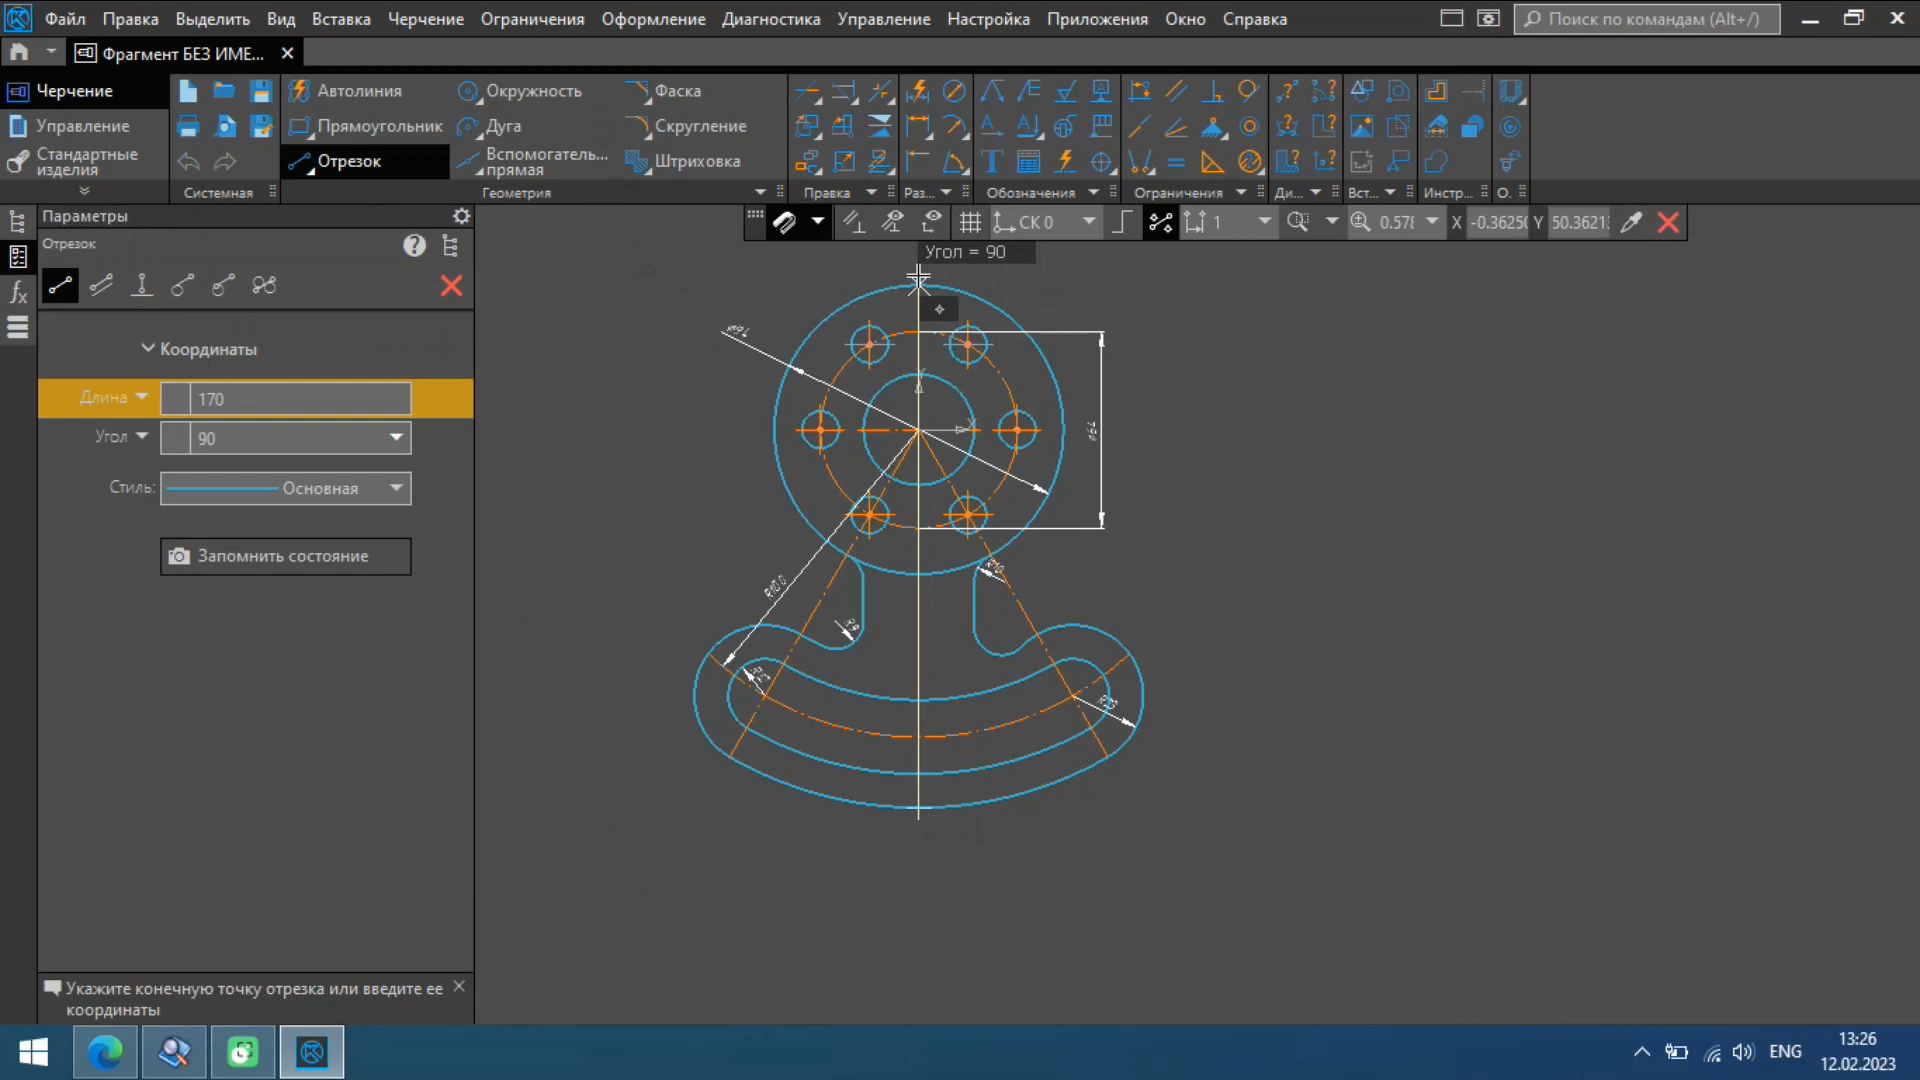 Файл Правка Выделить Вид Вставка Черчение Ограничения Оформление Диагностика Управление Настройка Приложения Окно Справка
Поиск по командам (Alt+/)
Фрагмент БЕЗ ИМЕ...
Черчение
Управление
Стандартные
изделия
Системная
Автолиния
Прямоугольник
Отрезок
Окружность
Дуга
Вспомогатель...
прямая
Фаска
Скругление
Штриховка
Геометрия
Правка
Раз...
Обозначения
Ограничения
Ди...
Вст...
Инстр...
О.
Параметры
СК 0
1
0.578
X -0.3625
Y 50.3621
Отрезок
Координаты
Длина
170
Угол
90
Стиль:
Основная
Запомнить состояние
Угол = 90
Y
X
R10
Укажите конечную точку отрезка или введите ее
координаты
ENG
13:26
12.02.2023